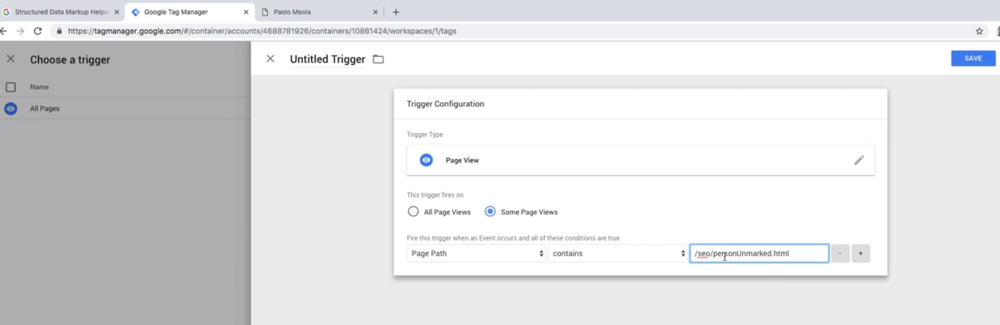 Structured Data Markup Helpe × Google Tag Manager × Paolo Meola × +
https://tagmanager.google.com/#/container/accounts/4688781926/containers/10861424/workspaces/1/tags
Choose a trigger
Name
All Pages
Untitled Trigger
SAVE
Trigger Configuration
Trigger Type
Page View
This trigger fires on
All Page Views Some Page Views
Fire this trigger when an Event occurs and all of these conditions are true
Page Path contains /seo/personUnmarked.html - +